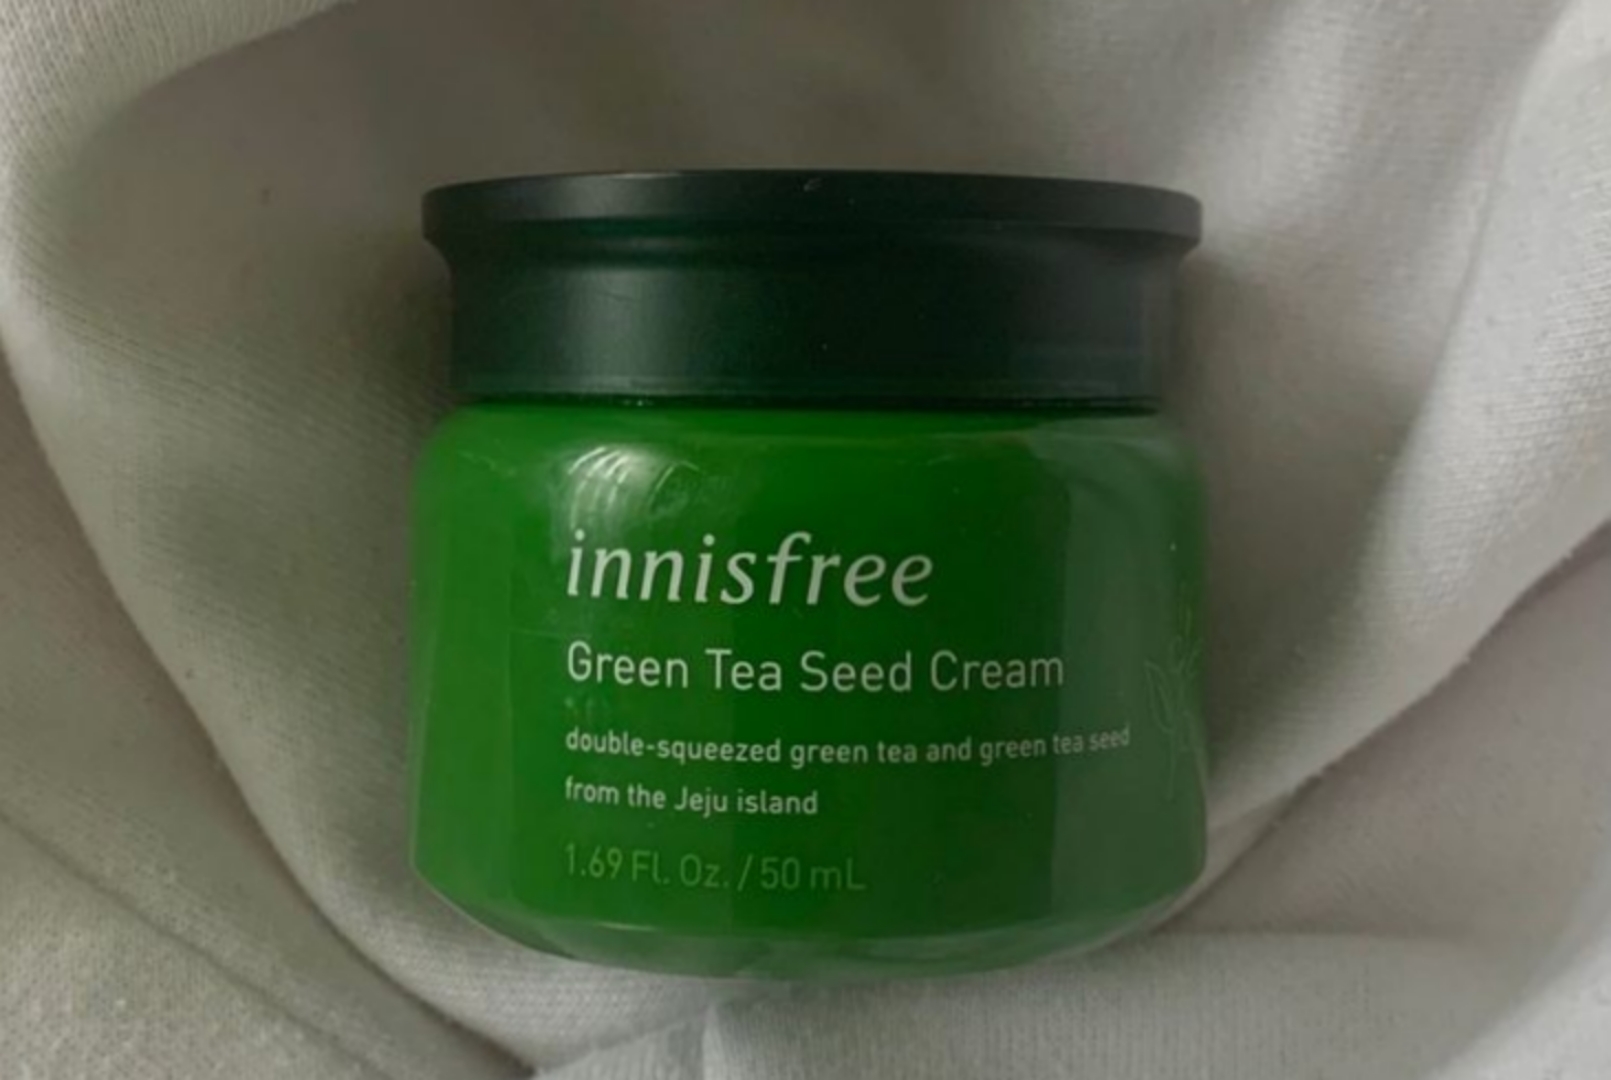 innisfree
Green Tea Seed Cream
double-squeezed green tea and green tea seed
from the Jeju island
1.69 Fl. Oz. / 50 mL